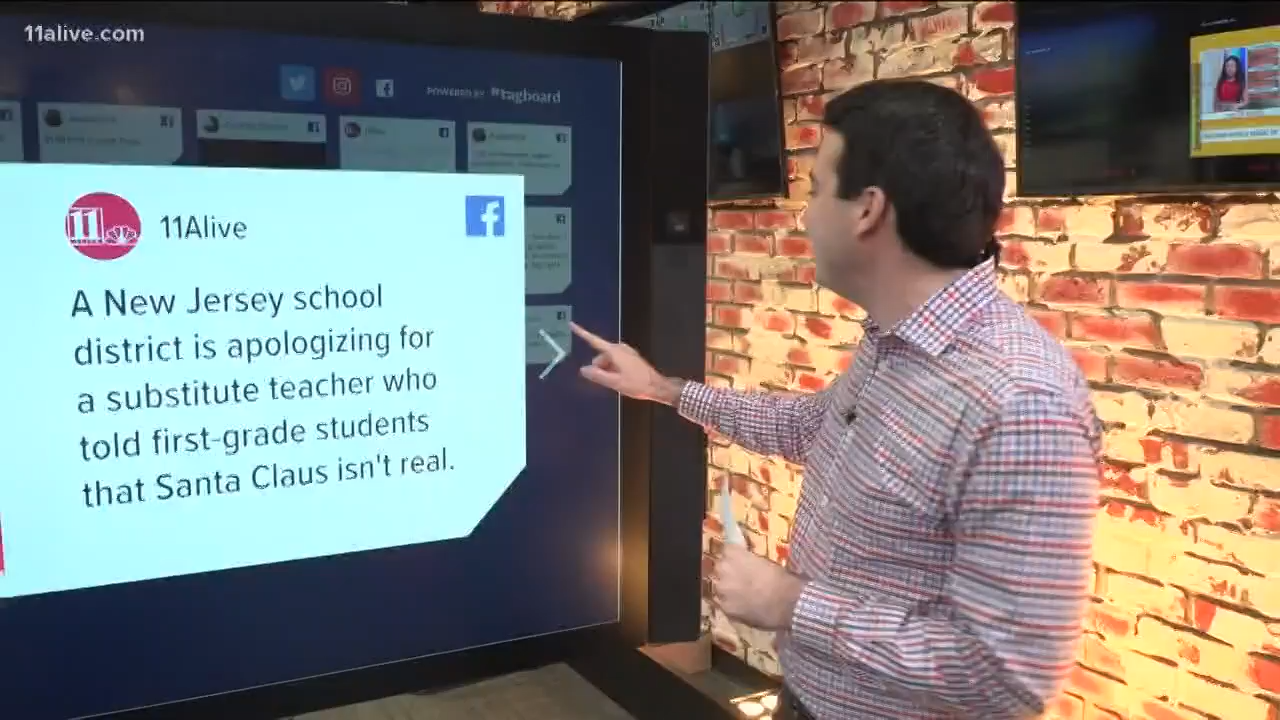 11alive.com
POWERED BY #tagboard
11
11Alive
A New Jersey school
district is apologizing for
a substitute teacher who
told first-grade students
that Santa Claus isn't real.